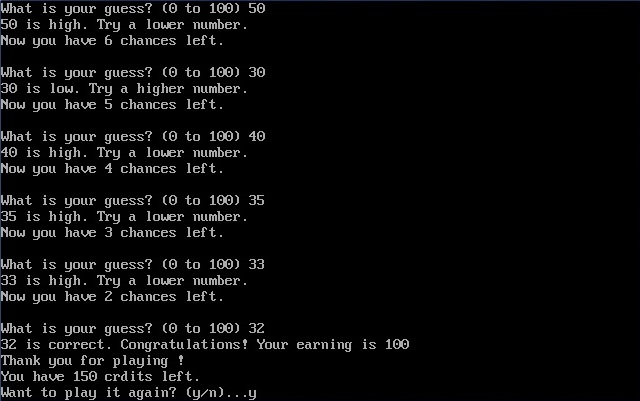 What is your guess? (0 to 100) 50
50 is high. Try a lower number.
Now you have 6 chances left.
What is your guess? (0 to 100) 30
30 is low. Try a higher number.
Now you have 5 chances left.
What is your guess? (0 to 100) 40
40 is high. Try a lower number.
Now you have 4 chances left.
What is your guess? (0 to 100) 35
35 is high. Try a lower number.
Now you have 3 chances left.
What is your guess? (0 to 100) 33
33 is high. Try a lower number.
Now you have 2 chances left.
What is your guess? (0 to 100) 32
32 is correct. Congratulations! Your earning is 100
Thank you for playing !
You have 150 crdits left.
Want to play it again? (y/n)...y